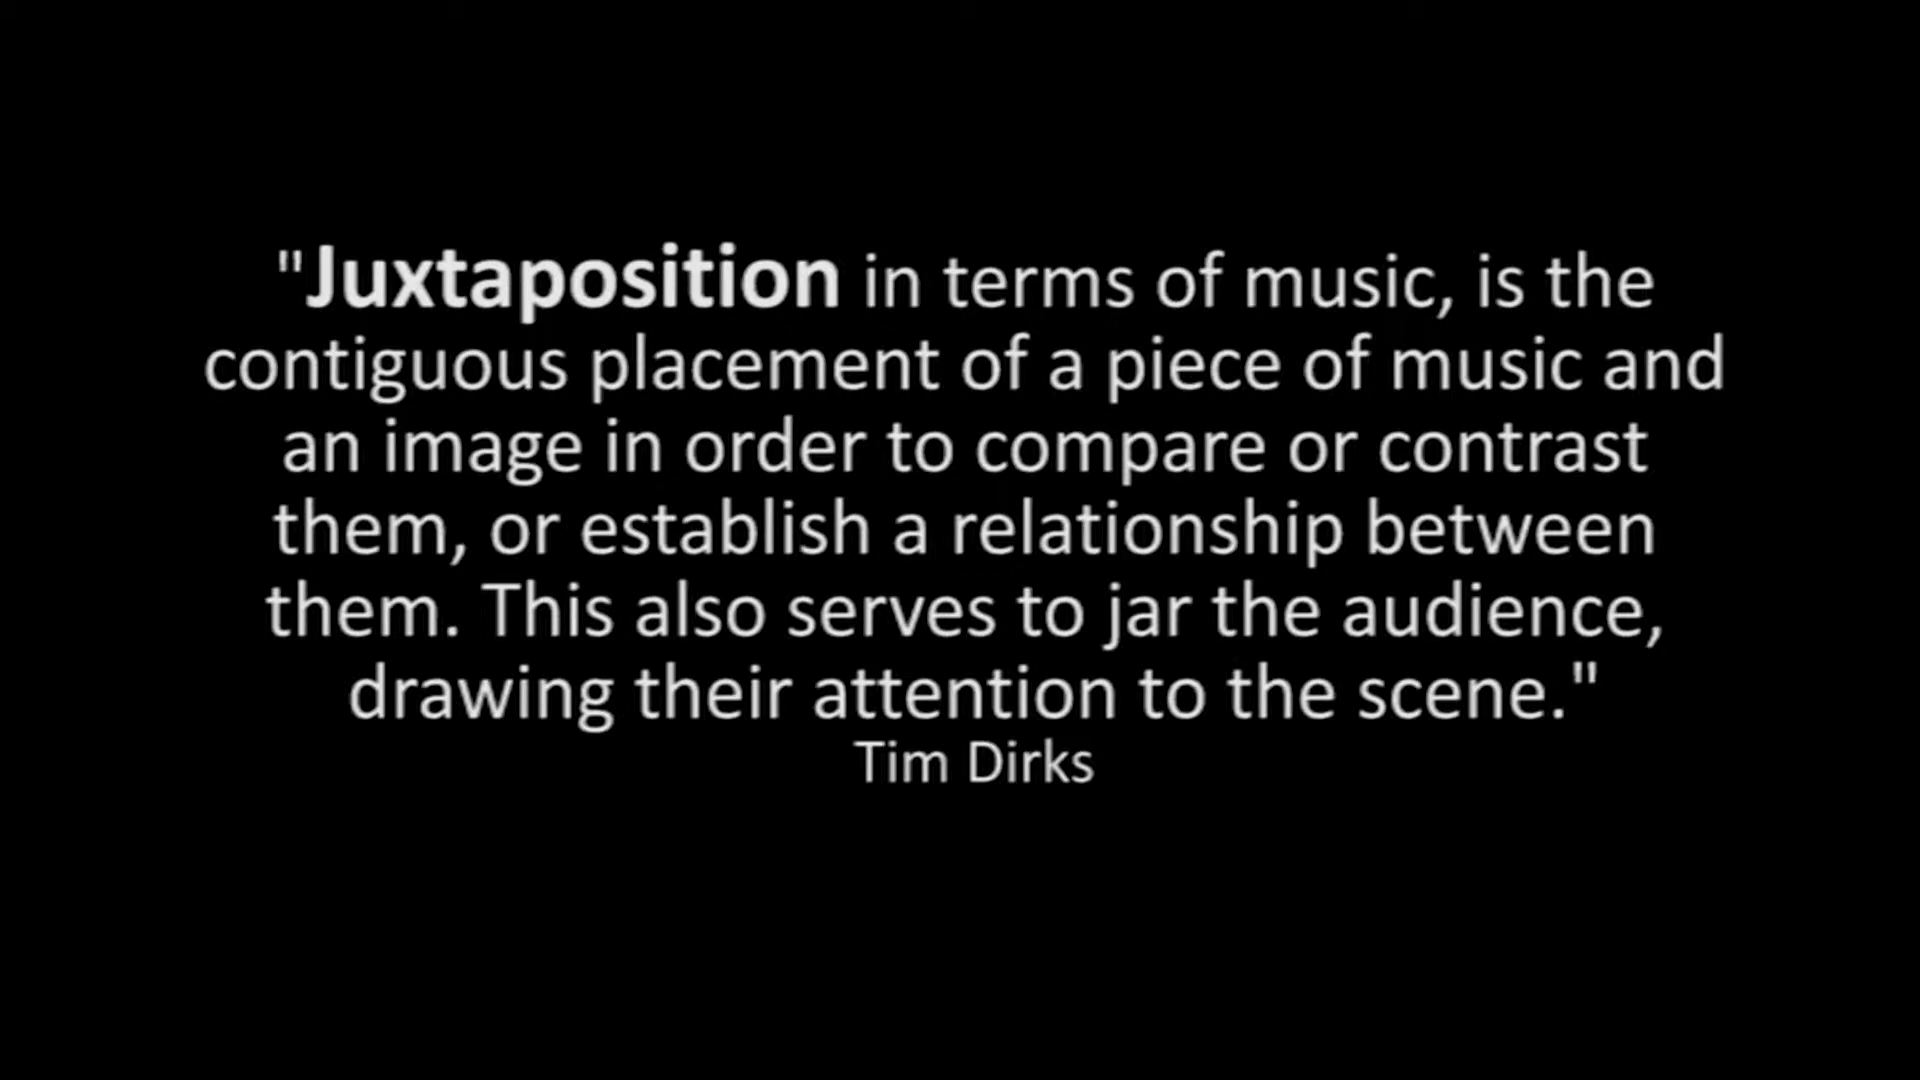 "Juxtaposition in terms of music, is the
contiguous placement of a piece of music and
an image in order to compare or contrast
them, or establish a relationship between
them. This also serves to jar the audience,
drawing their attention to the scene."
Tim Dirks